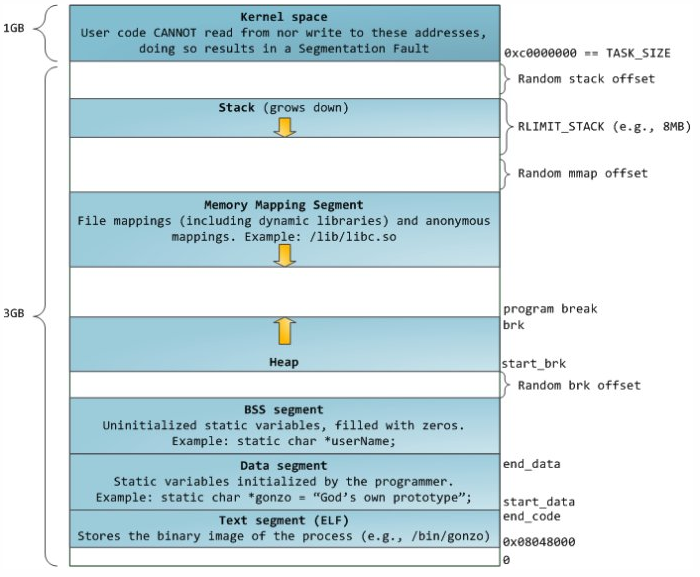 1GB
Kernel space
User code CANNOT read from nor write to these addresses,
doing so results in a Segmentation Fault
0xc0000000 == TASK_SIZE
Random stack offset
Stack (grows down)
RLIMIT_STACK (e.g., 8MB)
Random mmap offset
Memory Mapping Segment
File mappings (including dynamic libraries) and anonymous
mappings. Example: /lib/libc.so
3GB
program break
brk
Heap
start_brk
Random brk offset
BSS segment
Uninitialized static variables, filled with zeros.
Example: static char *userName;
Data segment
Static variables initialized by the programmer.
Example: static char *gonzo = “God’s own prototype”;
end_data
start_data
end_code
Text segment (ELF)
Stores the binary image of the process (e.g., /bin/gonzo)
0x08048000
0